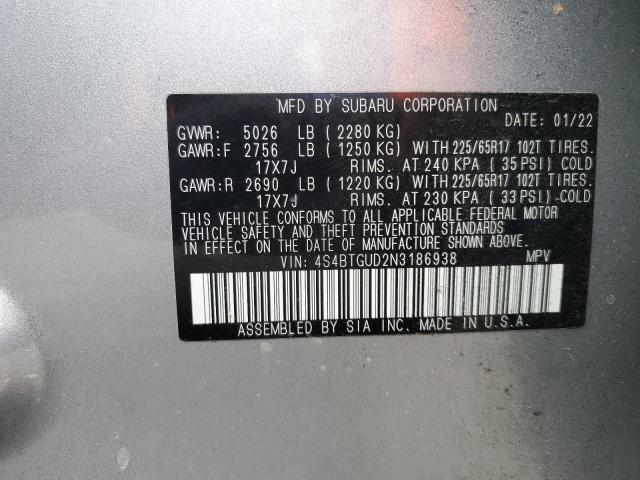 MFD BY SUBARU CORPORATION
DATE: 01/22
GVWR: 5026 LB (2280 KG)
GAWR:F 2756 LB (1250 KG) WITH 225/65R17 102T TIRES.
17X7J RIMS. AT 240 KPA (35 PSI) COLD
GAWR:R 2690 LB (1220 KG) WITH 225/65R17 102T TIRES.
17X7J RIMS. AT 230 KPA (33 PSI) COLD
THIS VEHICLE CONFORMS TO ALL APPLICABLE FEDERAL MOTOR
VEHICLE SAFETY AND THEFT PREVENTION STANDARDS
IN EFFECT ON THE DATE OF MANUFACTURE SHOWN ABOVE.
VIN: 4S4BTGUD2N3186938 MPV
ASSEMBLED BY SIA INC. MADE IN U.S.A.